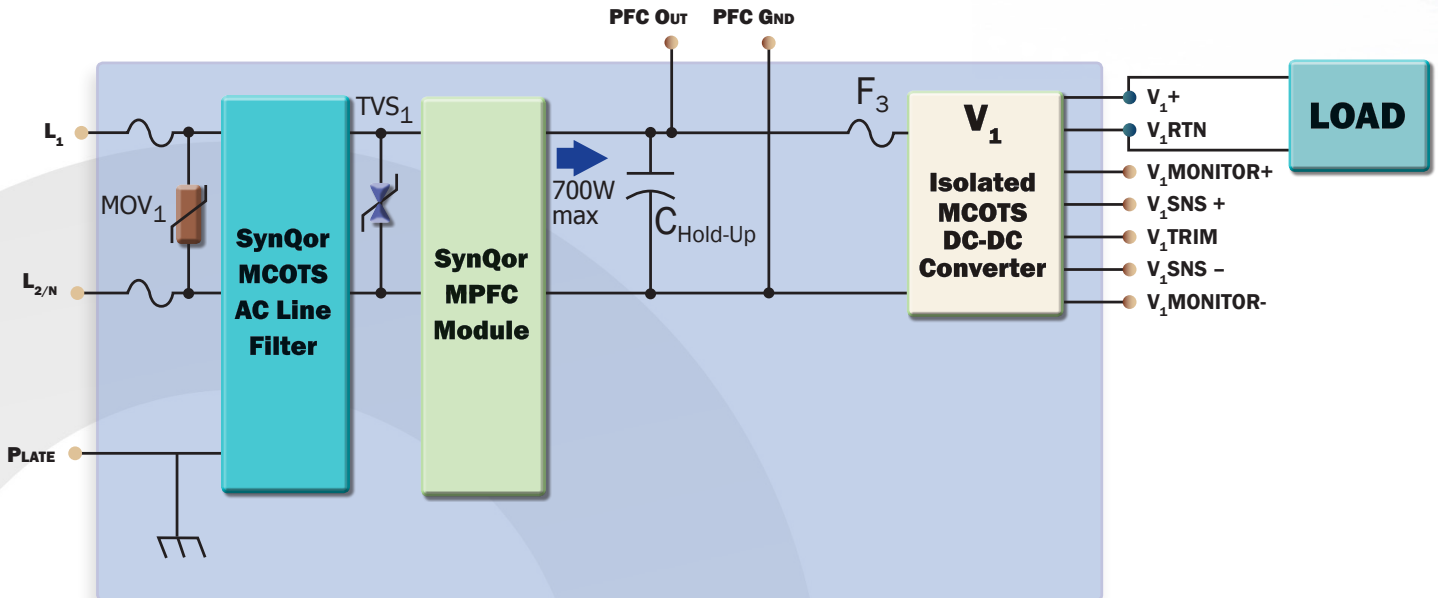 PFC OUT PFC GND
L1
L2/N
PLATE
MOV1
SynQor
MCOTS
AC Line
Filter
TVS1
SynQor
MPFC
Module
700W
max
CHold-Up
F3
V1
Isolated
MCOTS
DC-DC
Converter
V1+
V1RTN
V1MONITOR+
V1SNS +
V1TRIM
V1SNS –
V1MONITOR-
LOAD